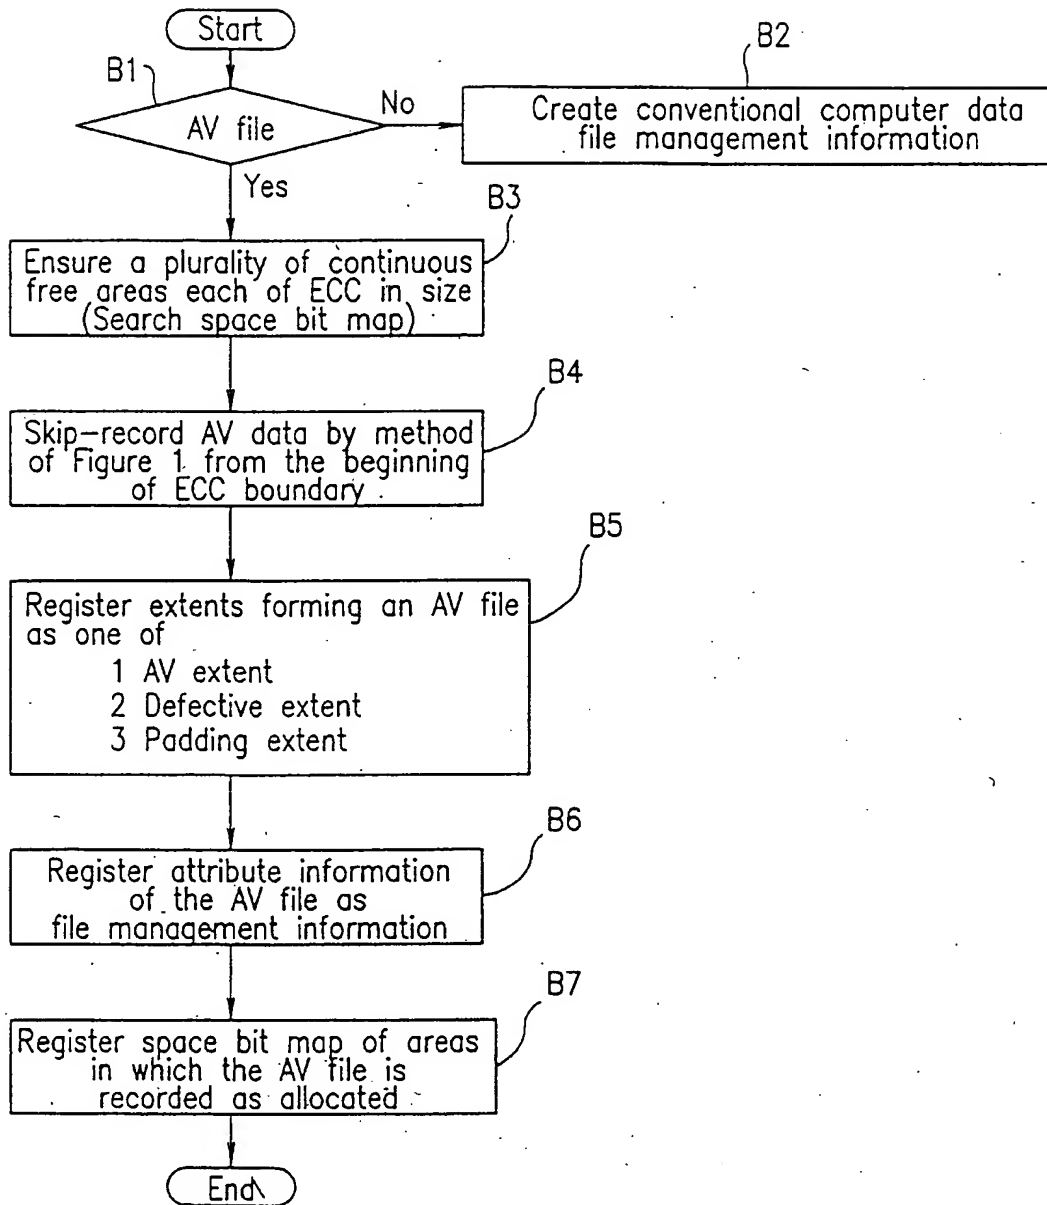 Start
B1
AV file
No
B2
Create conventional computer data
file management information
Yes
B3
Ensure a plurality of continuous
free areas each of ECC in size
(Search space bit map)
B4
Skip-record AV data by method
of Figure 1 from the beginning
of ECC boundary
B5
Register extents forming an AV file
as one of
1 AV extent
2 Defective extent
3 Padding extent
B6
Register attribute information
of the AV file as
file management information
B7
Register space bit map of areas
in which the AV file is
recorded as allocated
End